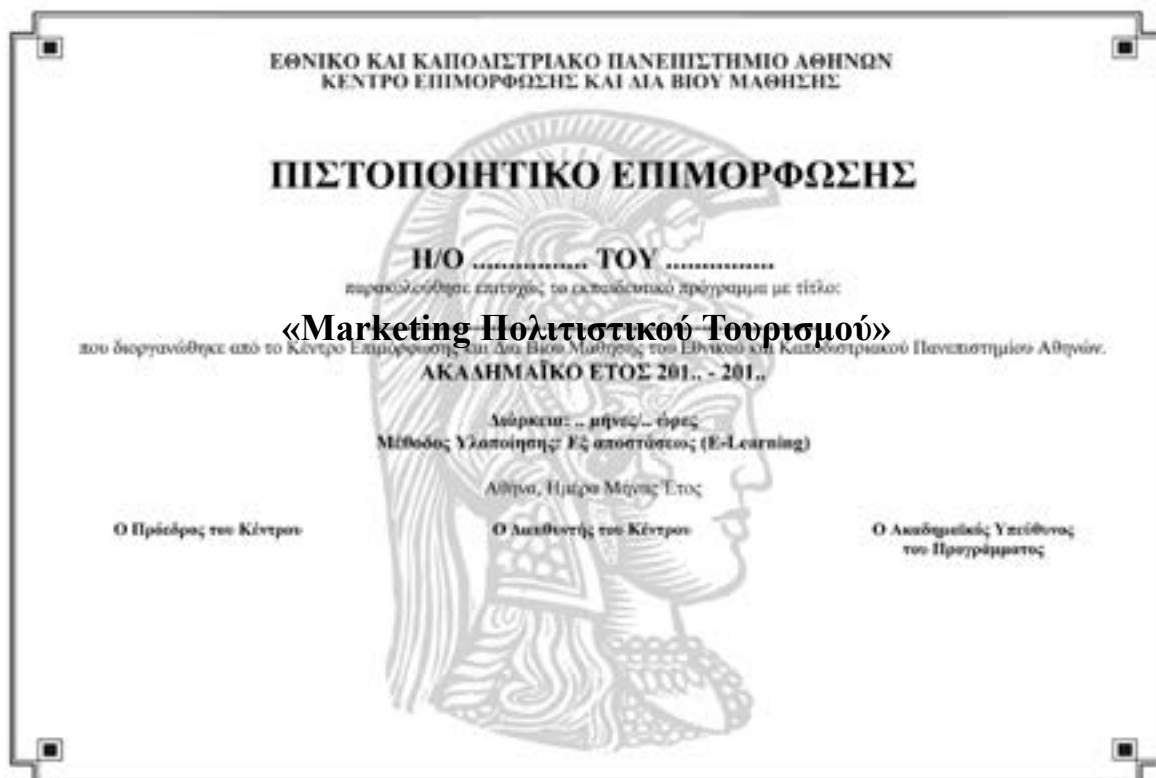 ΕΘΝΙΚΟ ΚΑΙ ΚΑΠΟΔΙΣΤΡΙΑΚΟ ΠΑΝΕΠΙΣΤΗΜΙΟ ΑΘΗΝΩΝ
ΚΕΝΤΡΟ ΕΠΙΜΟΡΦΩΣΗΣ ΚΑΙ ΔΙΑ ΒΙΟΥ ΜΑΘΗΣΗΣ
ΠΙΣΤΟΠΟΙΗΤΙΚΟ ΕΠΙΜΟΡΦΩΣΗΣ
Η/Ο ................ ΤΟΥ ...............
παρακολούθησε επιτυχώς το εκπαιδευτικό πρόγραμμα με τίτλο:
«Marketing Πολιτιστικού Τουρισμού»
που διοργανώθηκε από το Κέντρο Επιμόρφωσης και Δια Βίου Μάθησης του Εθνικού και Καποδιστριακού Πανεπιστημίου Αθηνών.
ΑΚΑΔΗΜΑΪΚΟ ΕΤΟΣ 201.. - 201..
Διάρκεια: .. μήνες/.. ώρες
Μέθοδος Υλοποίησης: Εξ αποστάσεως (E-Learning)
Αθήνα, Ημέρα Μήνας Έτος
Ο Πρόεδρος του Κέντρου
Ο Διευθυντής του Κέντρου
Ο Ακαδημαϊκός Υπεύθυνος
του Προγράμματος